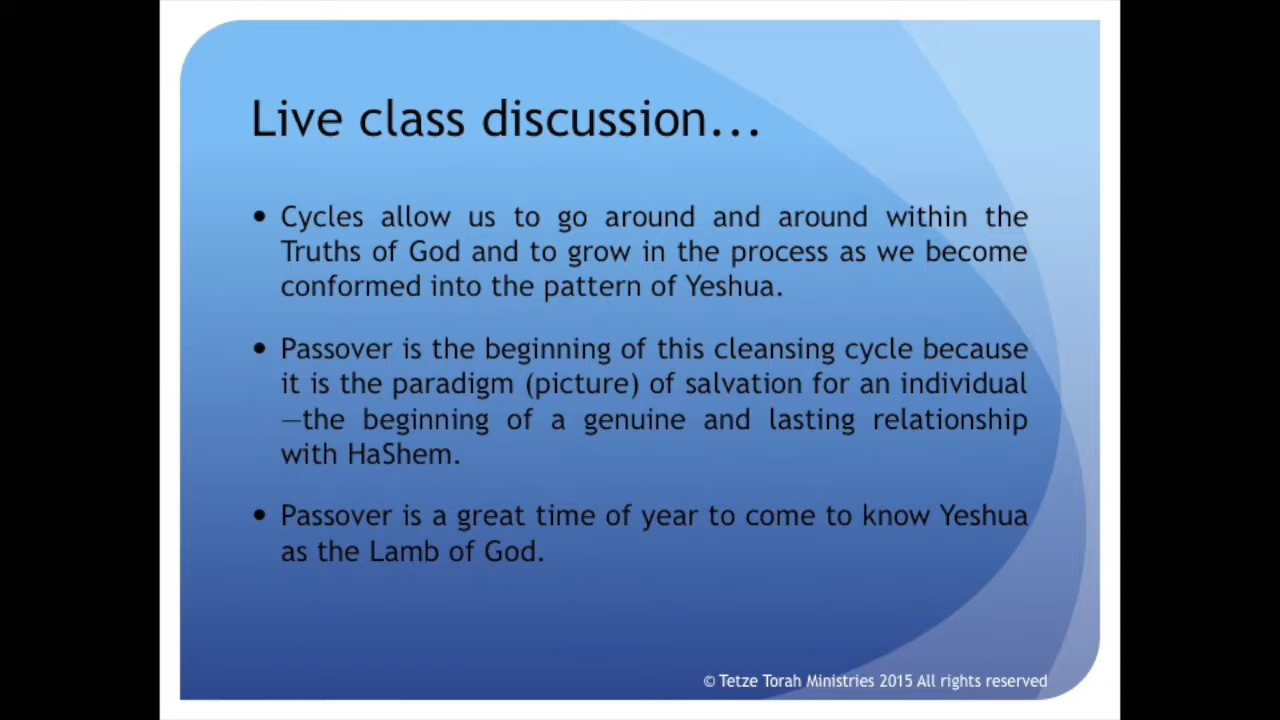 Live class discussion...
• Cycles allow us to go around and around within the
Truths of God and to grow in the process as we become
conformed into the pattern of Yeshua.
• Passover is the beginning of this cleansing cycle because
it is the paradigm (picture) of salvation for an individual
—the beginning of a genuine and lasting relationship
with HaShem.
• Passover is a great time of year to come to know Yeshua
as the Lamb of God.
© Tetze Torah Ministries 2015 All rights reserved